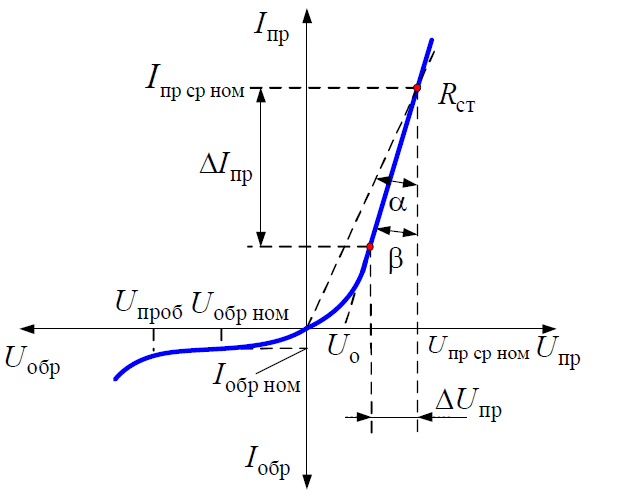 Iпр
Iпр ср ном
Rст
ΔIпр
α
β
Uпроб Uобр ном
Uобр
Uо
Uпр ср ном Uпр
Iобр ном
ΔUпр
Iобр